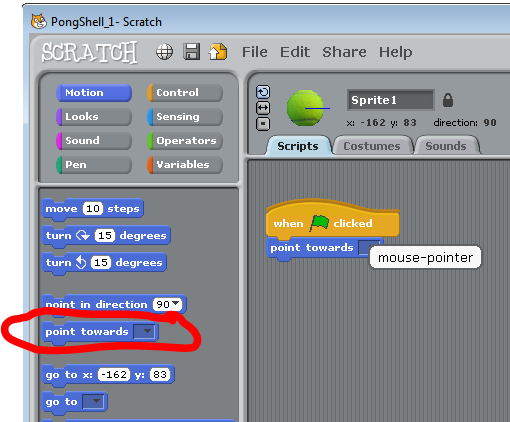 PongShell_1- Scratch
SCRATCH File Edit Share Help
Motion Control
Looks Sensing
Sound Operators
Pen Variables
Sprite1
x: -162 y: 83 direction: 90
Scripts Costumes Sounds
move 10 steps
turn 15 degrees
turn 15 degrees
point in direction 90
point towards
go to x: -162 y: 83
go to
when clicked
point towards
mouse-pointer